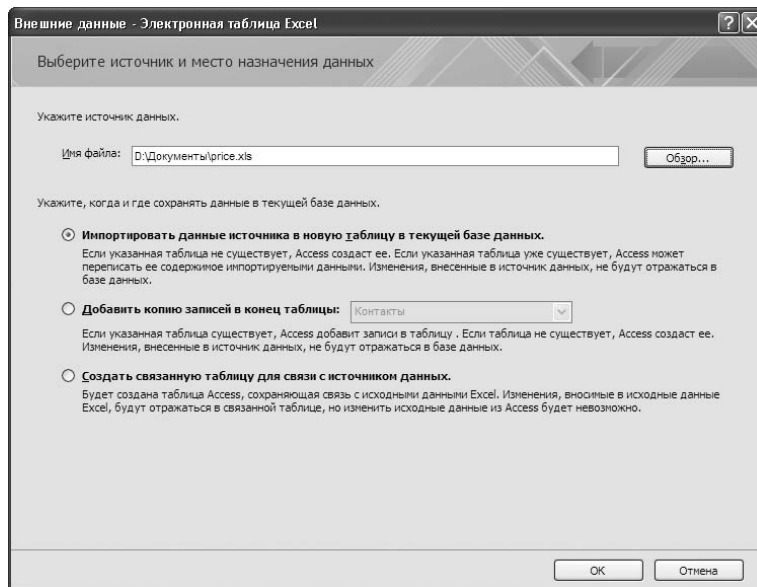 Внешние данные - Электронная таблица Excel
Выберите источник и место назначения данных
Укажите источник данных.
Имя файла: D:\Документы\price.xls Обзор...
Укажите, когда и где сохранять данные в текущей базе данных.
Импортировать данные источника в новую таблицу в текущей базе данных.
Если указанная таблица не существует, Access создаст ее. Если указанная таблица уже существует, Access может
переписать ее содержимое импортируемыми данными. Изменения, внесенные в источник данных, не будут отражаться в
базе данных.
Добавить копию записей в конец таблицы: Контакты
Если указанная таблица существует, Access добавит записи в таблицу . Если таблица не существует, Access создаст ее.
Изменения, внесенные в источник данных, не будут отражаться в базе данных.
Создать связанную таблицу для связи с источником данных.
Будет создана таблица Access, сохраняющая связь с исходными данными Excel. Изменения, вносимые в исходные данные
Excel, будут отражаться в связанной таблице, но изменить исходные данные из Access будет невозможно.
ОК Отмена